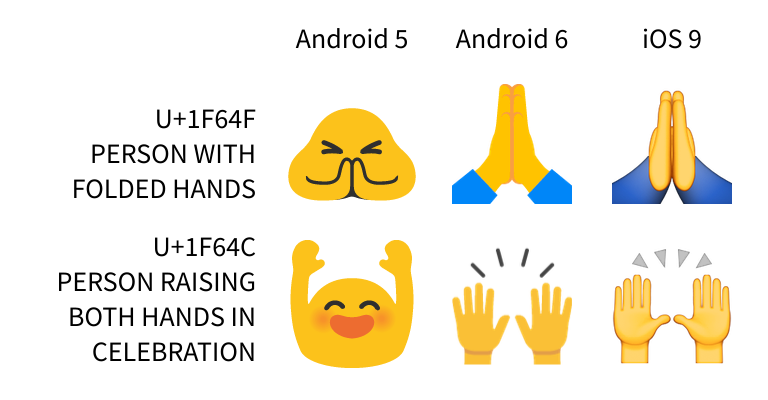 Android 5
Android 6
iOS 9
U+1F64F
PERSON WITH
FOLDED HANDS
U+1F64C
PERSON RAISING
BOTH HANDS IN
CELEBRATION